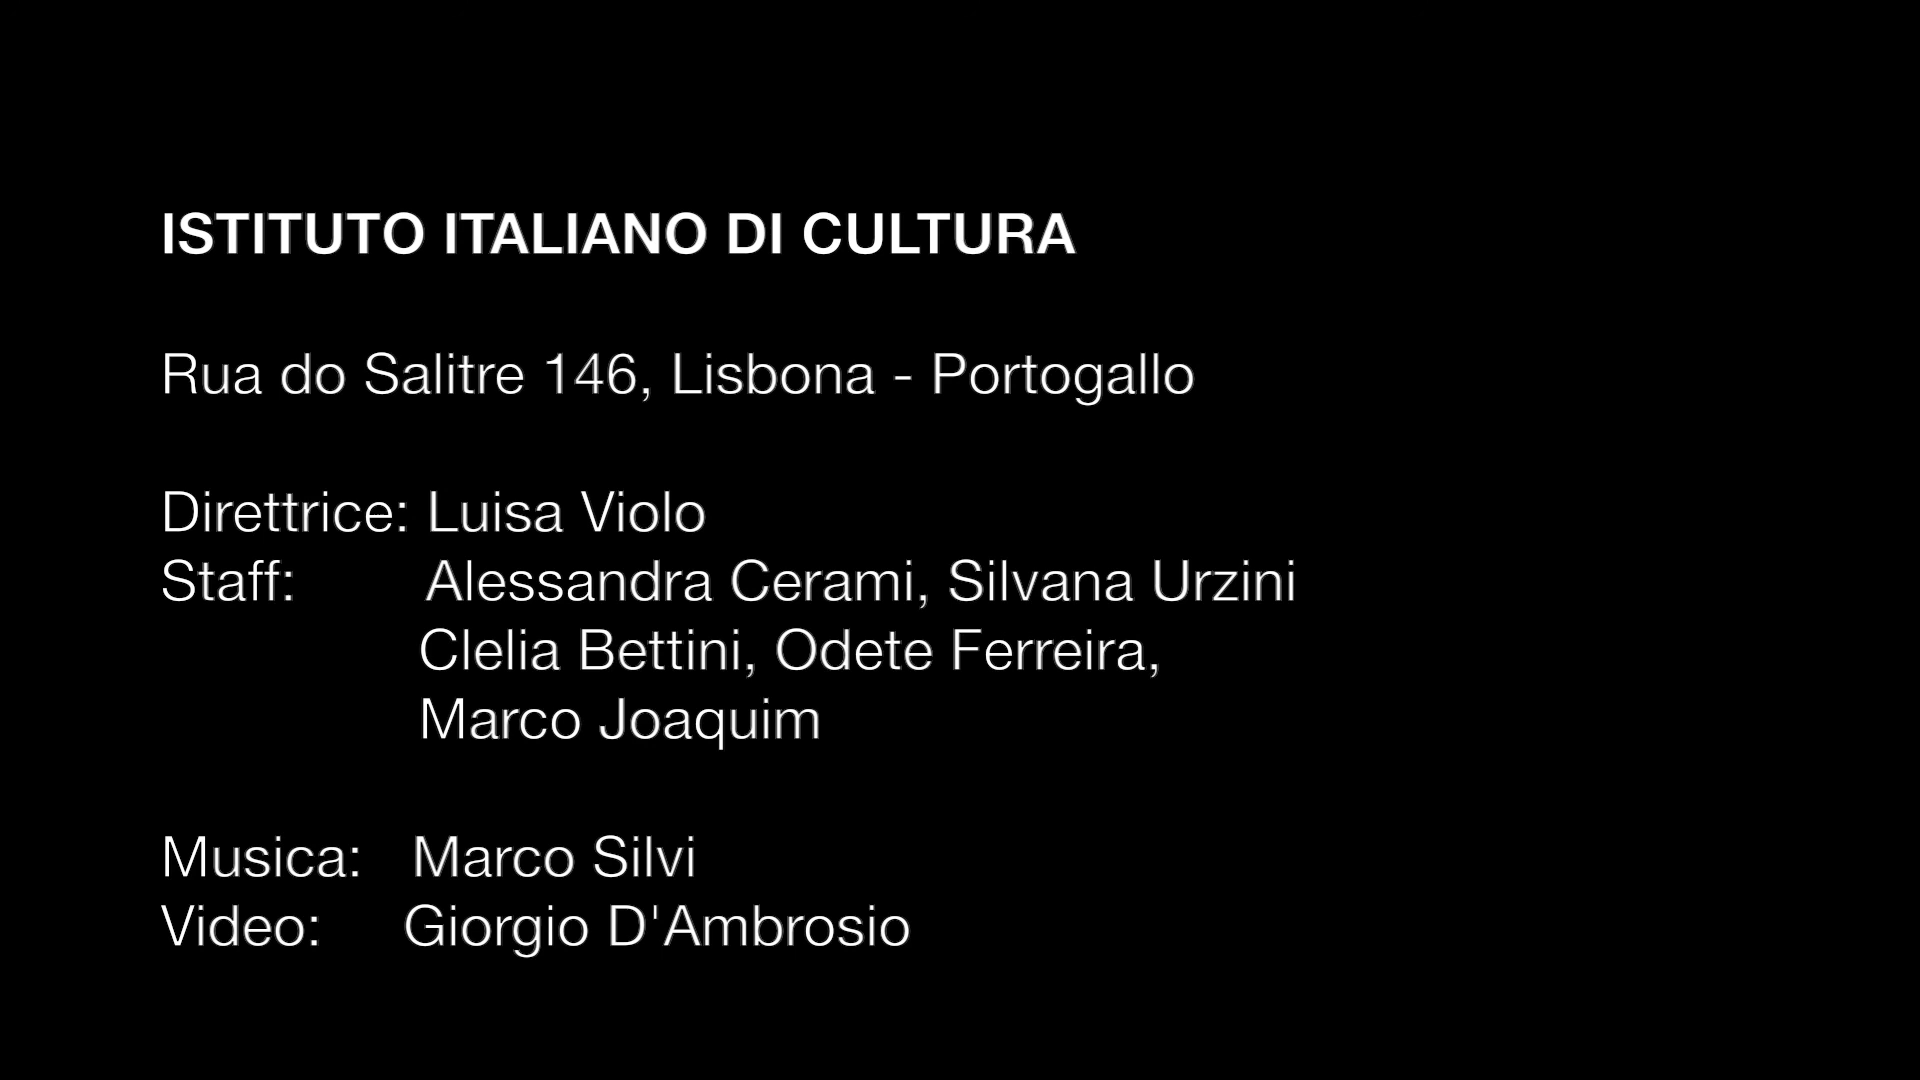 ISTITUTO ITALIANO DI CULTURA
Rua do Salitre 146, Lisbona - Portogallo
Direttrice: Luisa Violo
Staff: Alessandra Cerami, Silvana Urzini
Clelia Bettini, Odete Ferreira,
Marco Joaquim
Musica: Marco Silvi
Video: Giorgio D'Ambrosio